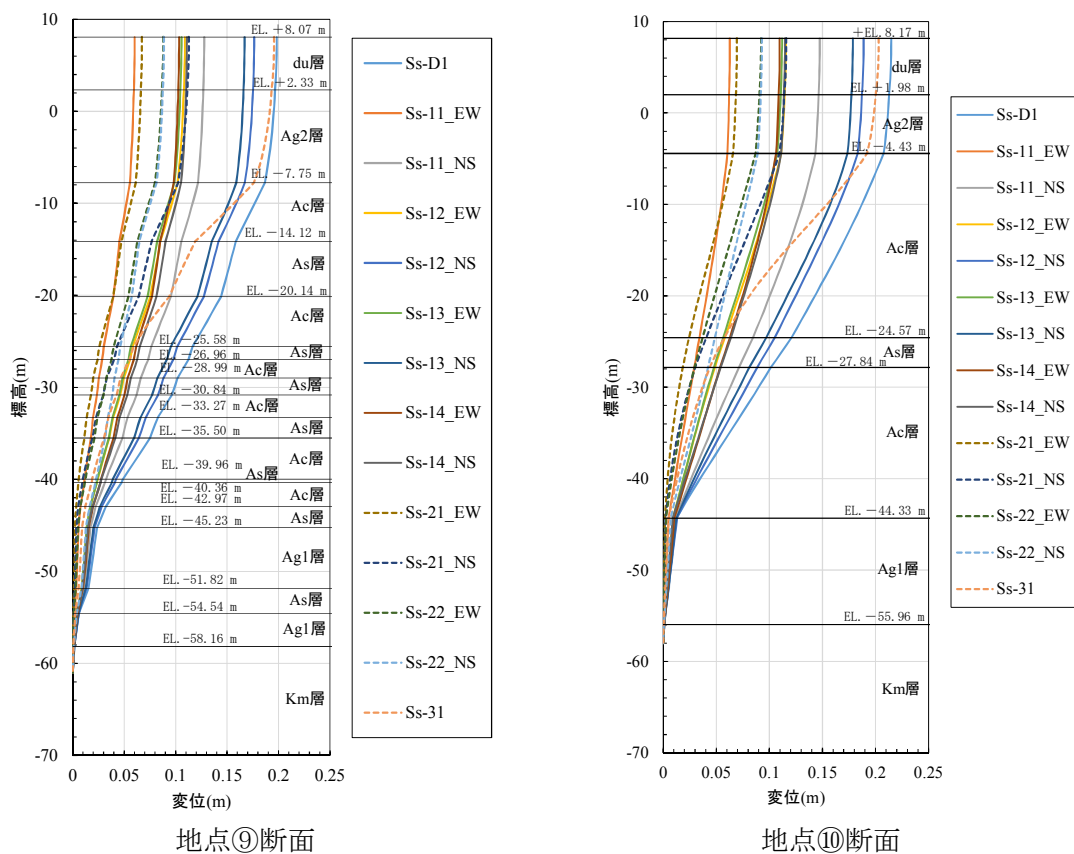 10
0
-10
-20
-30
-40
-50
-60
-70
標高(m)
0
0.05
0.1
0.15
0.2
0.25
変位(m)
EL. +8.07 m
du層
EL. +2.33 m
Ag2層
EL. -7.75 m
Ac層
EL. -14.12 m
As層
EL. -20.14 m
Ac層
EL. -25.58 m
As層
EL. -26.96 m
Ac層
EL. -28.99 m
As層
EL. -30.84 m
Ac層
EL. -33.27 m
As層
EL. -35.50 m
Ac層
EL. -39.96 m
As層
EL. -40.36 m
Ac層
EL. -42.97 m
As層
EL. -45.23 m
Ag1層
EL. -51.82 m
As層
EL. -54.54 m
Ag1層
EL. -58.16 m
Km層
Ss-D1
Ss-11_EW
Ss-11_NS
Ss-12_EW
Ss-12_NS
Ss-13_EW
Ss-13_NS
Ss-14_EW
Ss-14_NS
Ss-21_EW
Ss-21_NS
Ss-22_EW
Ss-22_NS
Ss-31
地点⑨断面
10
0
-10
-20
-30
-40
-50
-60
-70
標高(m)
0
0.05
0.1
0.15
0.2
0.25
変位(m)
+EL. 8.17 m
du層
EL. +1.98 m
Ag2層
EL. -4.43 m
Ac層
EL. -24.57 m
As層
EL. -27.84 m
Ac層
EL. -44.33 m
Ag1層
EL. -55.96 m
Km層
Ss-D1
Ss-11_EW
Ss-11_NS
Ss-12_EW
Ss-12_NS
Ss-13_EW
Ss-13_NS
Ss-14_EW
Ss-14_NS
Ss-21_EW
Ss-21_NS
Ss-22_EW
Ss-22_NS
Ss-31
地点⑩断面